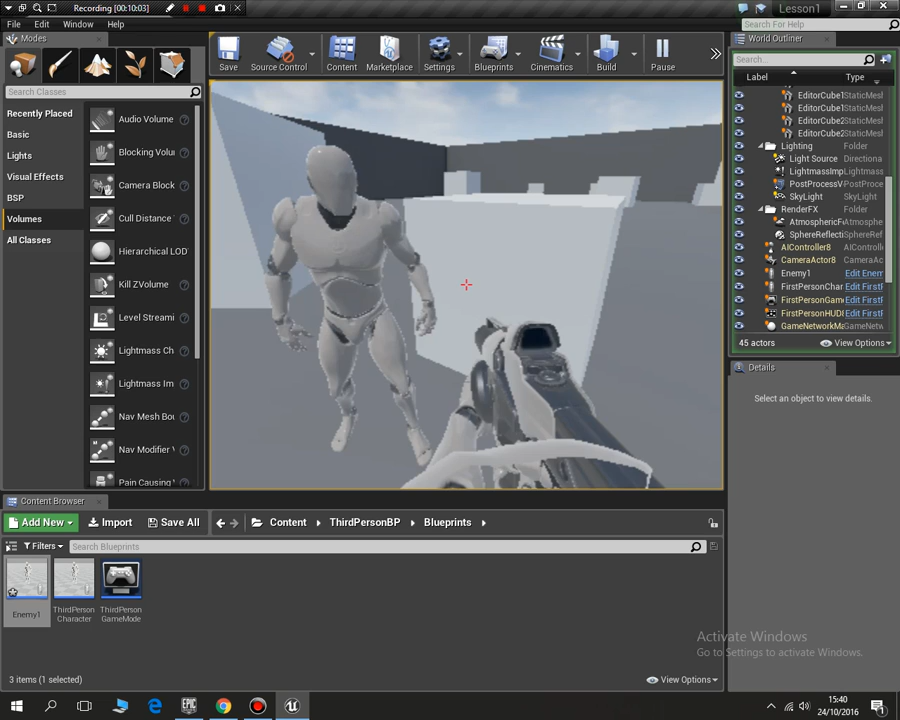 Recording [00:10:03]
Lesson1
File Edit Window Help
Search For Help
Modes
Search Classes
Recently Placed
Basic
Lights
Visual Effects
BSP
Volumes
All Classes
Audio Volume
Blocking Volu
Camera Block
Cull Distance
Hierarchical LOD
Kill ZVolume
Level Streami
Lightmass Ch
Lightmass Im
Nav Mesh Bou
Nav Modifier V
Pain Causing
Save Source Control Content Marketplace Settings Blueprints Cinematics Build Pause
World Outliner
Search...
Label Type
EditorCube1 StaticMesh
EditorCube1 StaticMesh
EditorCube2 StaticMesh
EditorCube2 StaticMesh
Lighting Folder
Light Source Directiona
LightmassImp Lightmass
PostProcessV PostProce
SkyLight SkyLight
RenderFX Folder
AtmosphericF Atmosphe
SphereReflecti SphereRef
AIController8 AIControll
CameraActor8 CameraAc
Enemy1 Edit Enem
FirstPersonChar Edit FirstP
FirstPersonGam Edit FirstP
FirstPersonHUD Edit FirstP
GameNetworkMa GameNetw
45 actors View Options
Details
Select an object to view details.
Content Browser
Add New Import Save All Content ThirdPersonBP Blueprints
Filters Search Blueprints
Enemy1
ThirdPerson
Character
ThirdPerson
GameMode
3 items (1 selected) View Options
Activate Windows
Go to Settings to activate Windows.
EPIC
15:40
24/10/2016
1